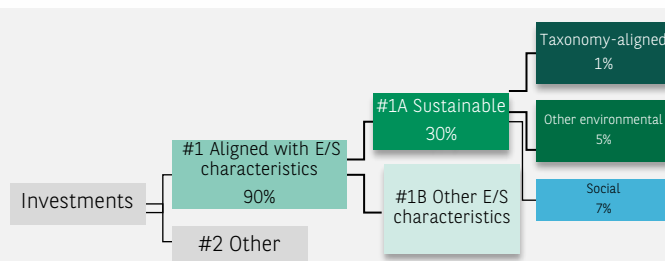 Investments
#1 Aligned with E/S
characteristics
90%
#2 Other
#1A Sustainable
30%
#1B Other E/S
characteristics
Taxonomy-aligned
1%
Other environmental
5%
Social
7%